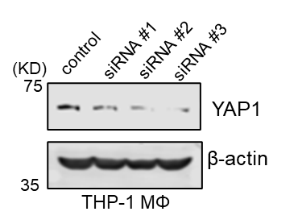 control siRNA #1 siRNA #2 siRNA #3
(KD)
75
YAP1
β-actin
35
THP-1 MΦ